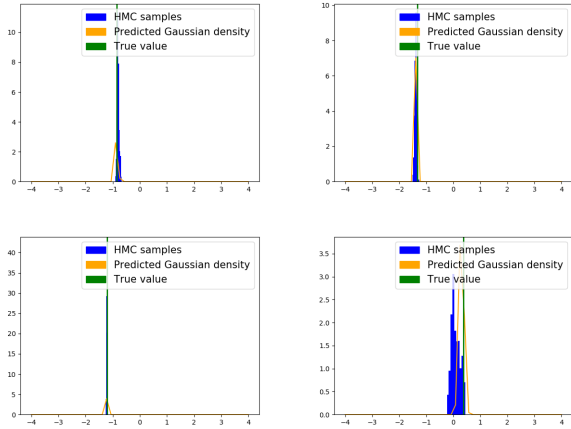 HMC samples
Predicted Gaussian density
True value
10
8
6
4
2
0
−4 −3 −2 −1 0 1 2 3 4
HMC samples
Predicted Gaussian density
True value
10
8
6
4
2
0
−4 −3 −2 −1 0 1 2 3 4
HMC samples
Predicted Gaussian density
True value
40
35
30
25
20
15
10
5
0
−4 −3 −2 −1 0 1 2 3 4
HMC samples
Predicted Gaussian density
True value
3.5
3.0
2.5
2.0
1.5
1.0
0.5
0.0
−4 −3 −2 −1 0 1 2 3 4